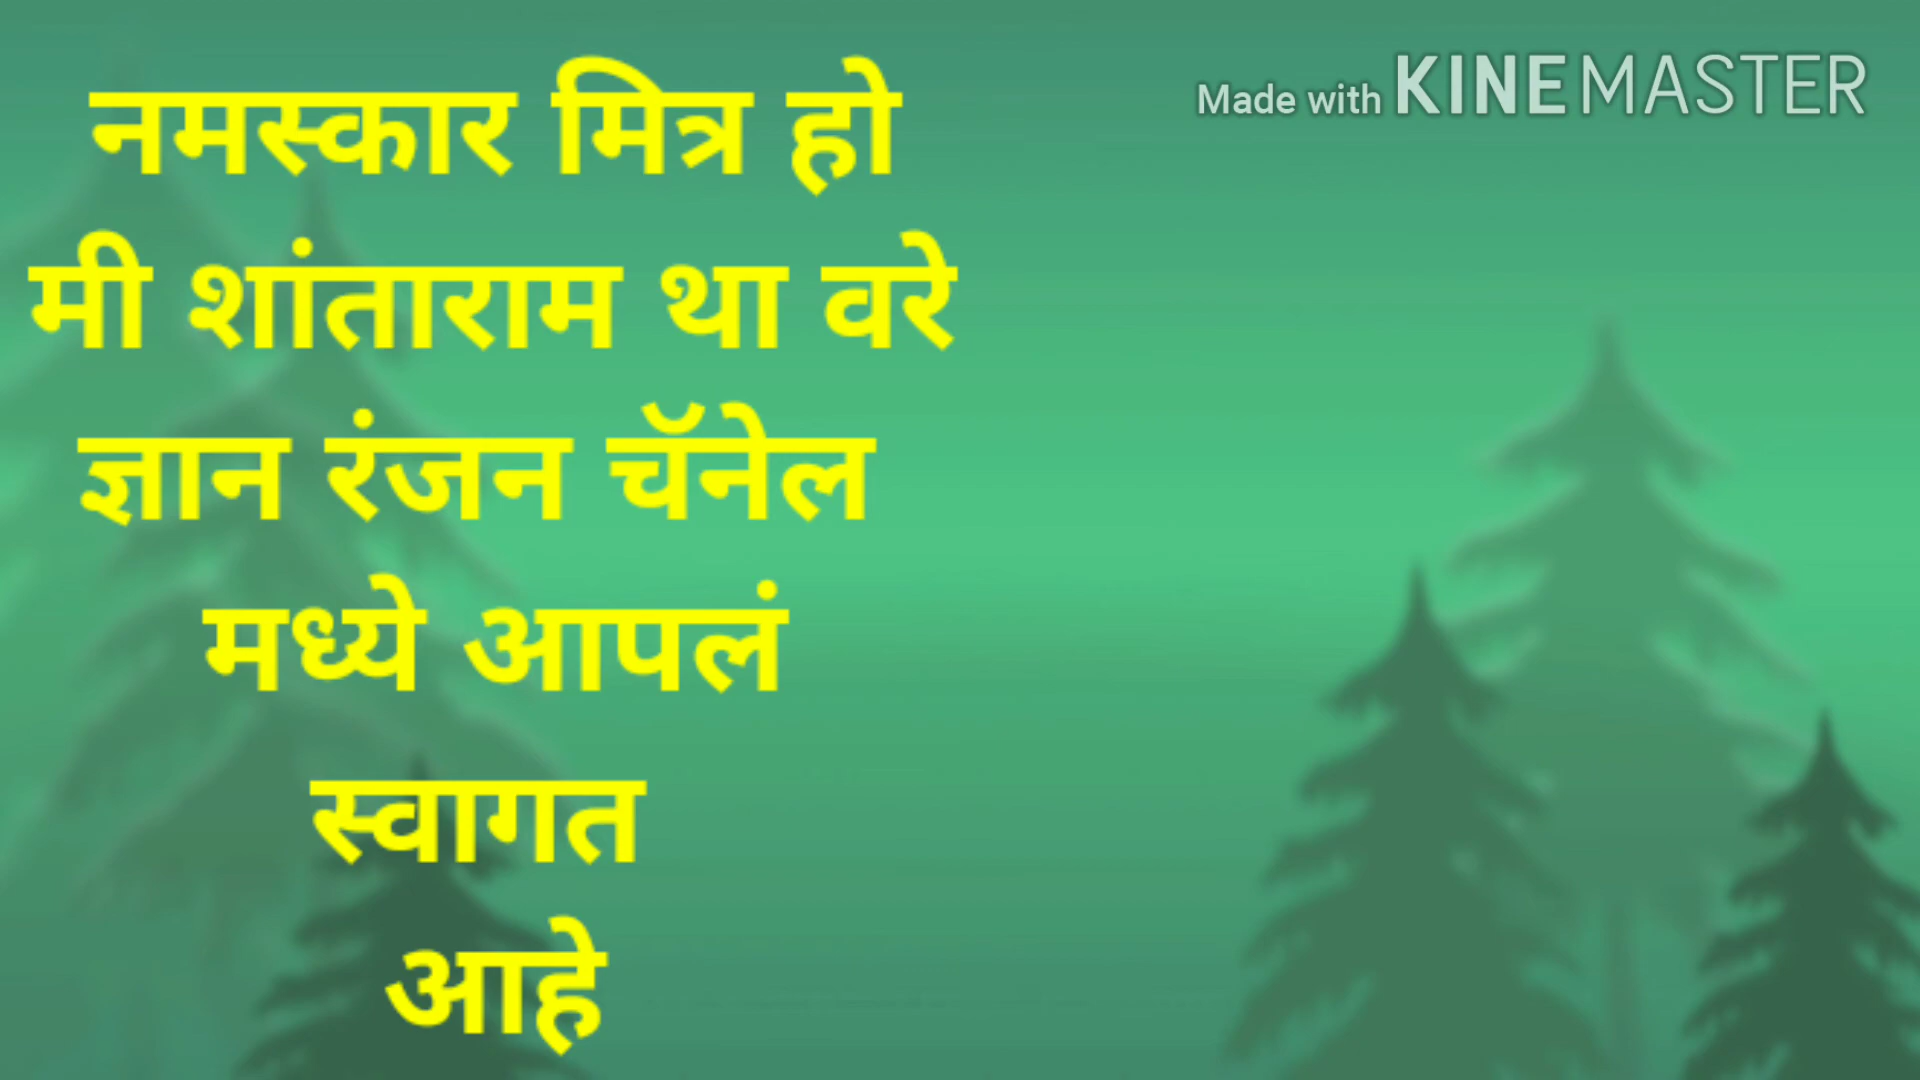 नमस्कार मित्र हो
मी शांताराम था वरे
ज्ञान रंजन चॅनेल
मध्ये आपलं
स्वागत
आहे
Made with KINEMASTER